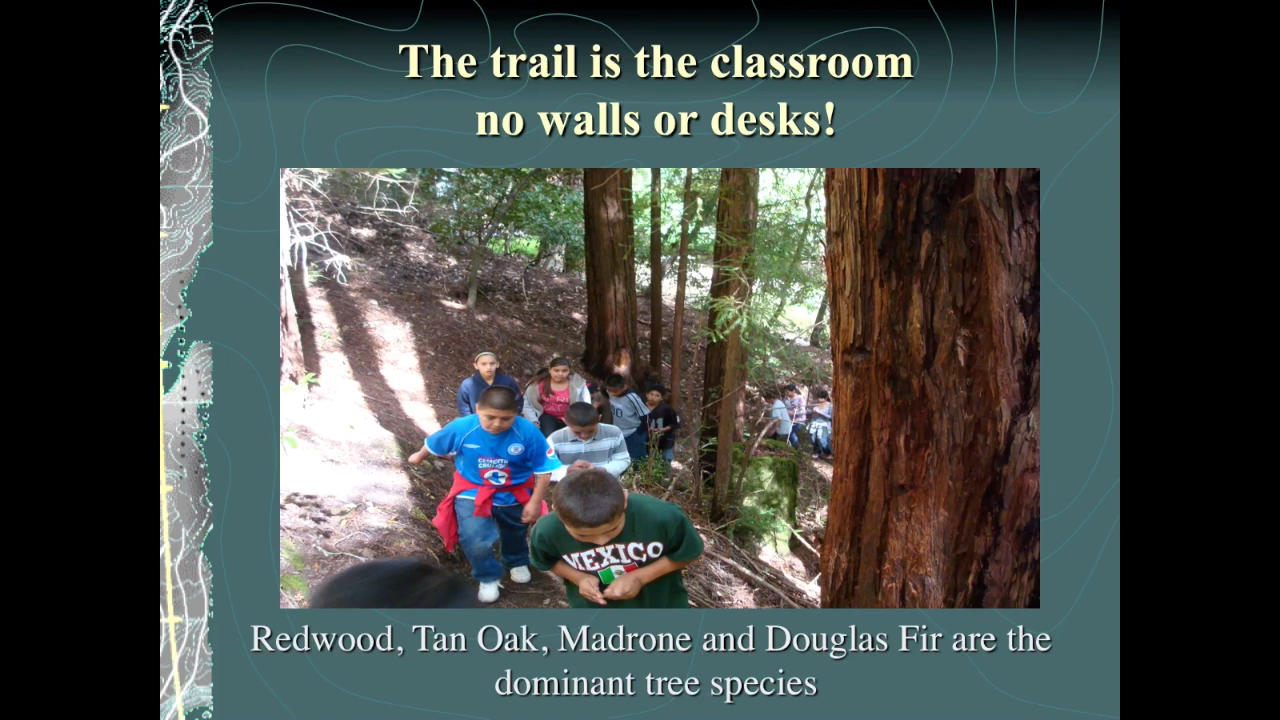 The trail is the classroom
no walls or desks!
MEXICO
Redwood, Tan Oak, Madrone and Douglas Fir are the
dominant tree species